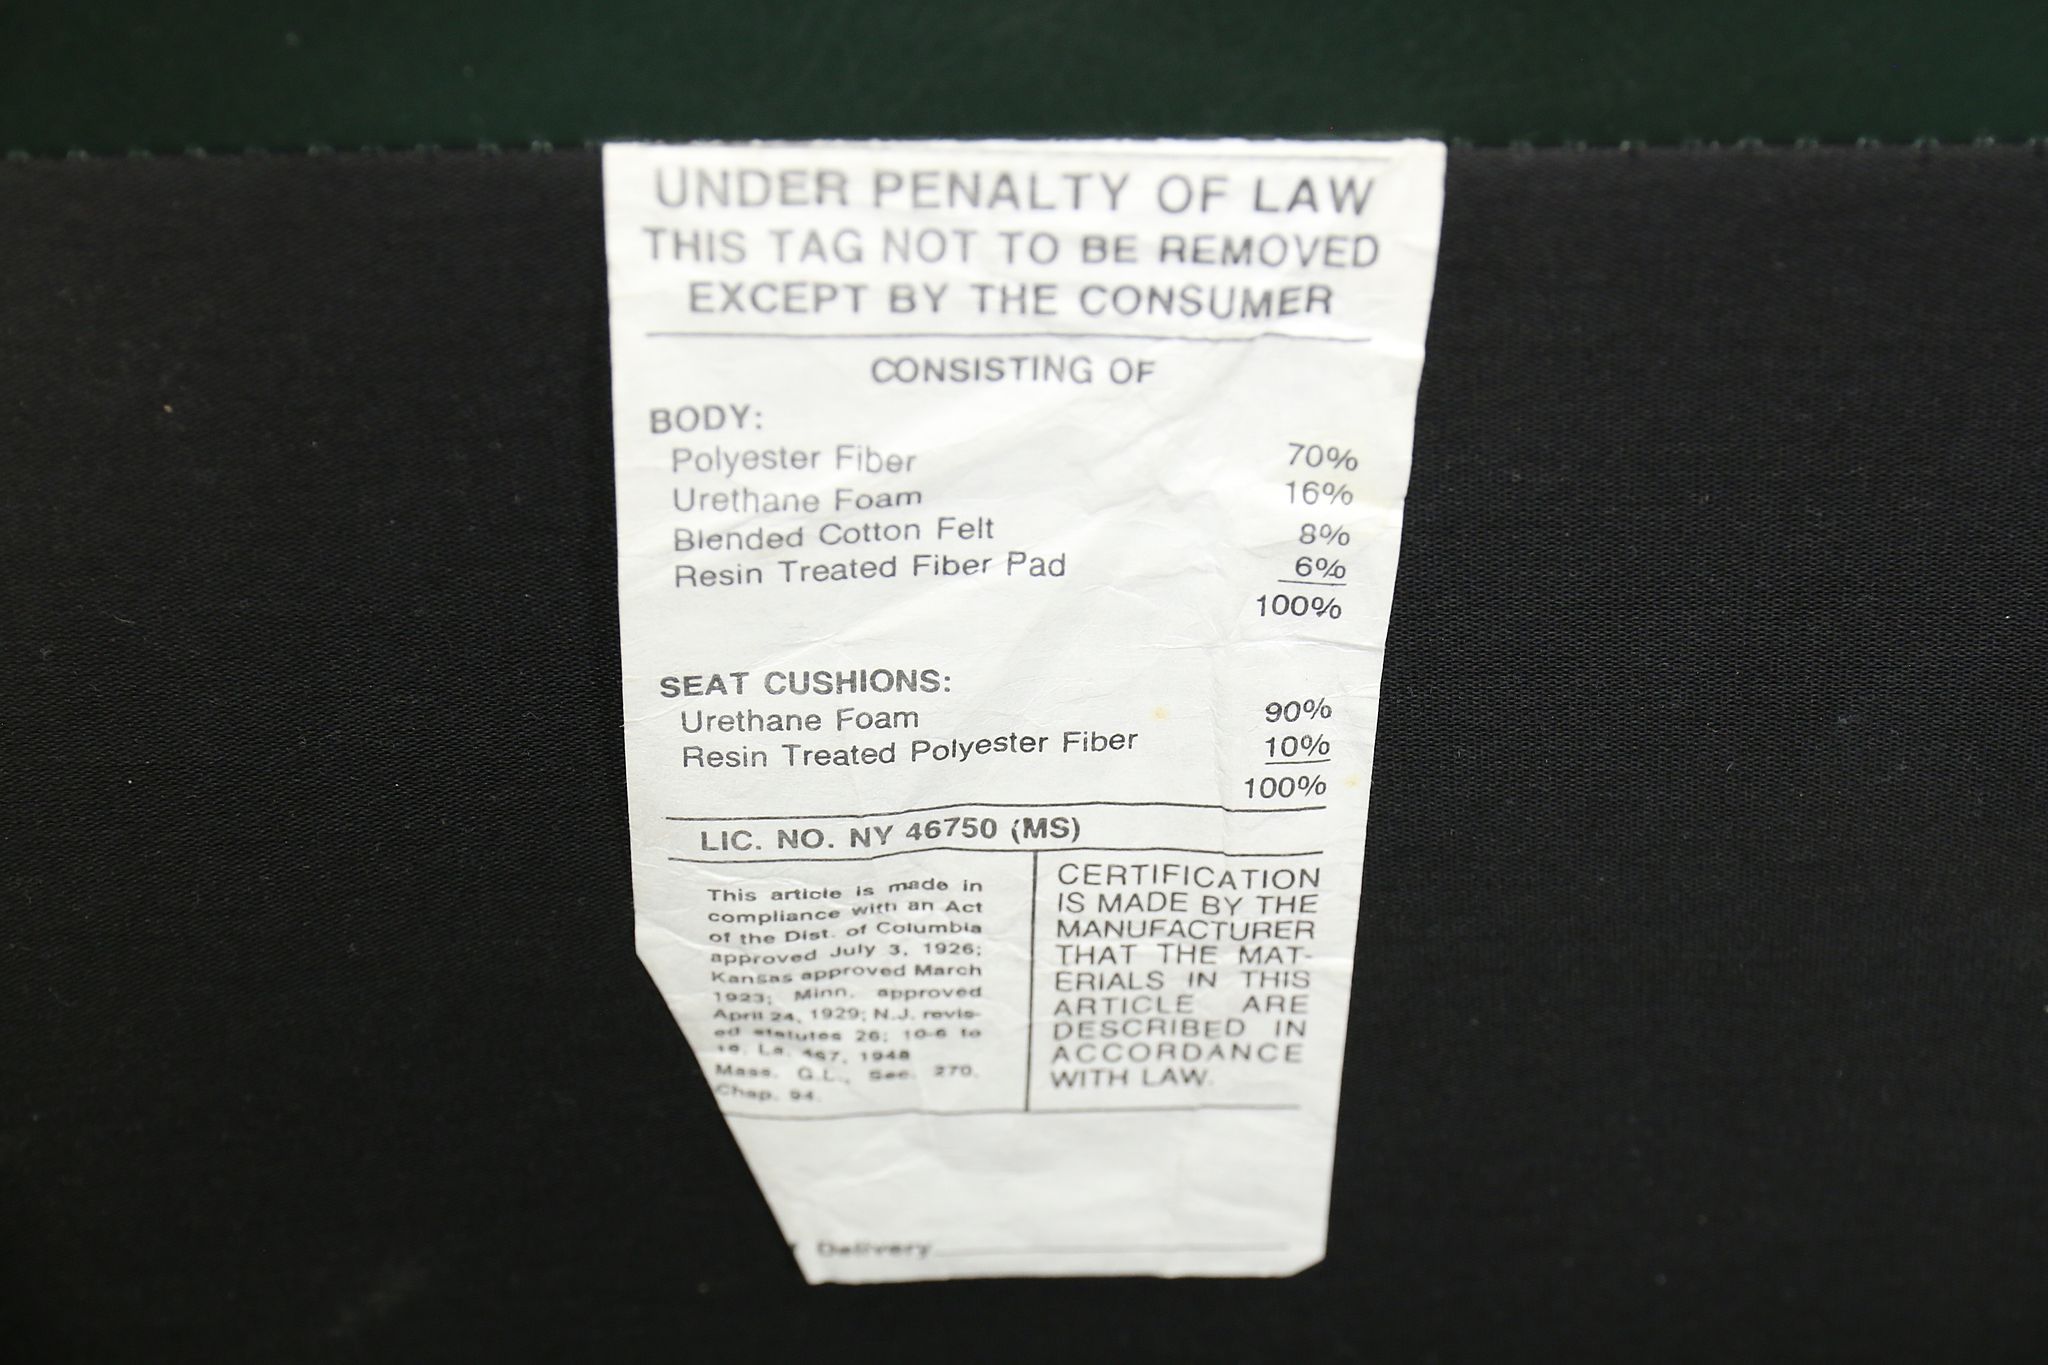 UNDER PENALTY OF LAW
THIS TAG NOT TO BE REMOVED
EXCEPT BY THE CONSUMER
CONSISTING OF
BODY:
Polyester Fiber 70%
Urethane Foam 16%
Blended Cotton Felt 8%
Resin Treated Fiber Pad 6%
100%
SEAT CUSHIONS:
Urethane Foam 90%
Resin Treated Polyester Fiber 10%
100%
LIC. NO. NY 46750 (MS)
This article is made in
compliance with an Act
of the Dist. of Columbia
approved July 3, 1926;
Kansas approved March
1923; Minn. approved
April 24, 1929; N.J. revis-
ed statutes 26; 10-6 to
18, La. 467, 1948
Mass. G.L., Sec. 270,
Chap. 94.
CERTIFICATION
IS MADE BY THE
MANUFACTURER
THAT THE MAT-
ERIALS IN THIS
ARTICLE ARE
DESCRIBED IN
ACCORDANCE
WITH LAW.
Delivery